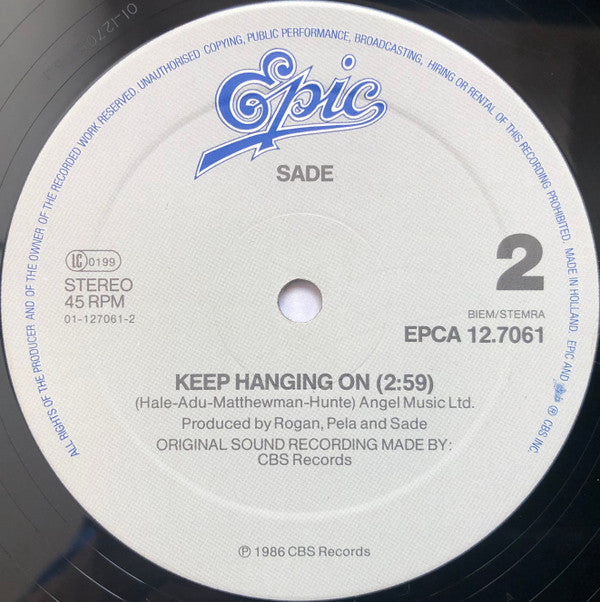 ALL RIGHTS OF THE PRODUCER AND OF THE OWNER OF THE RECORDED WORK RESERVED. UNAUTHORISED COPYING, PUBLIC PERFORMANCE, BROADCASTING, HIRING OR RENTAL OF THIS RECORDING PROHIBITED. MADE IN HOLLAND. EPIC AND ® CBS INC.
Epic
SADE
LC 0199
STEREO
45 RPM
01-127061-2
2
BIEM/STEMRA
EPCA 12.7061
KEEP HANGING ON (2:59)
(Hale-Adu-Matthewman-Hunte) Angel Music Ltd.
Produced by Rogan, Pela and Sade
ORIGINAL SOUND RECORDING MADE BY:
CBS Records
℗ 1986 CBS Records